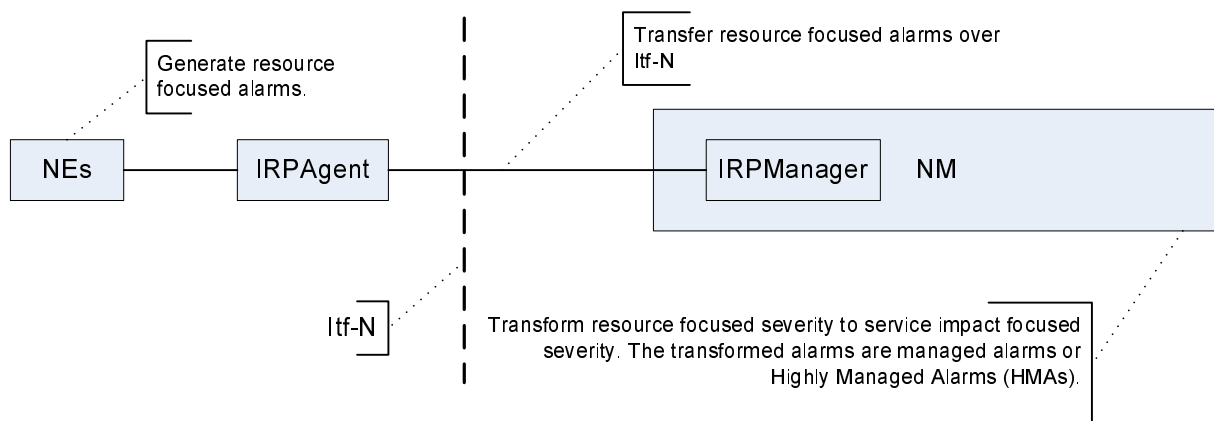 Generate resource
focused alarms.
Transfer resource focused alarms over
Itf-N
NEs
IRPAgent
IRPManager
NM
Itf-N
Transform resource focused severity to service impact focused
severity. The transformed alarms are managed alarms or
Highly Managed Alarms (HMAs).